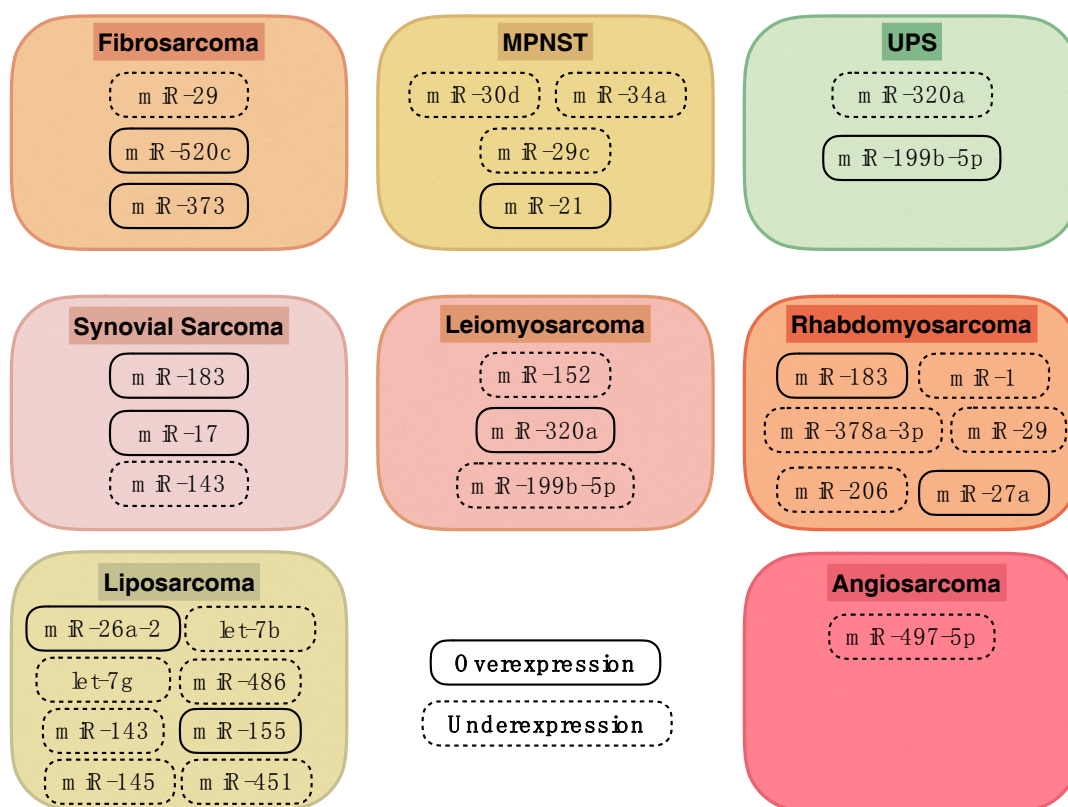 Fibrosarcoma
miR-29
miR-520c
miR-373
MPNST
miR-30d miR-34a
miR-29c
miR-21
UPS
miR-320a
miR-199b-5p
Synovial Sarcoma
miR-183
miR-17
miR-143
Leiomyosarcoma
miR-152
miR-320a
miR-199b-5p
Rhabdomyosarcoma
miR-183 miR-1
miR-378a-3p miR-29
miR-206 miR-27a
Liposarcoma
miR-26a-2 let-7b
let-7g miR-486
miR-143 miR-155
miR-145 miR-451
Overexpression
Underexpression
Angiosarcoma
miR-497-5p